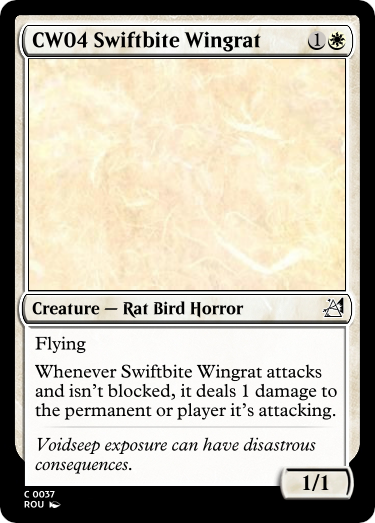 CW04 Swiftbite Wingrat 1
Creature — Rat Bird Horror
Flying
Whenever Swiftbite Wingrat attacks
and isn't blocked, it deals 1 damage to
the permanent or player it's attacking.
Voidseep exposure can have disastrous
consequences.
1/1
C 0037
ROU